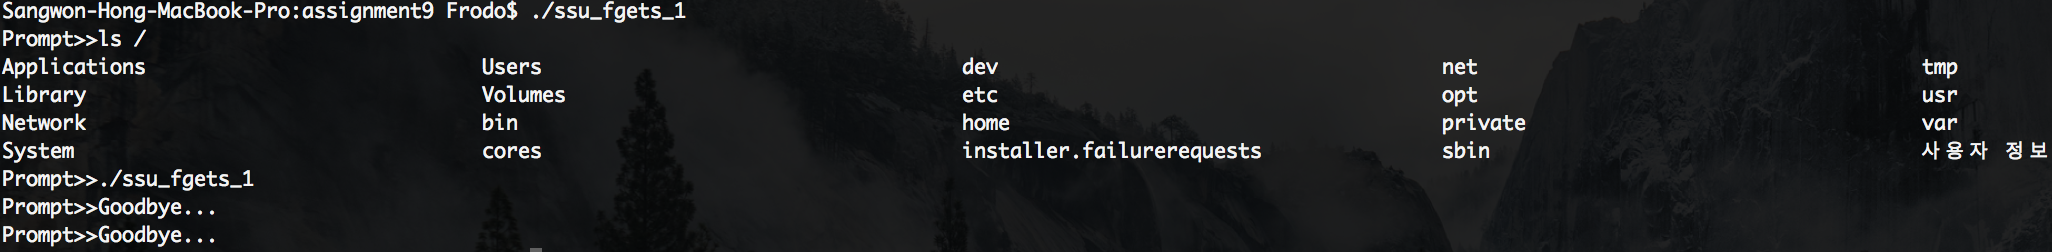 Sangwon-Hong-MacBook-Pro:assignment9 Frodo$ ./ssu_fgets_1
Prompt>>ls /
Applications Users dev net tmp
Library Volumes etc opt usr
Network bin home private var
System cores installer.failurerequests sbin 사용자 정보
Prompt>>./ssu_fgets_1
Prompt>>Goodbye...
Prompt>>Goodbye...